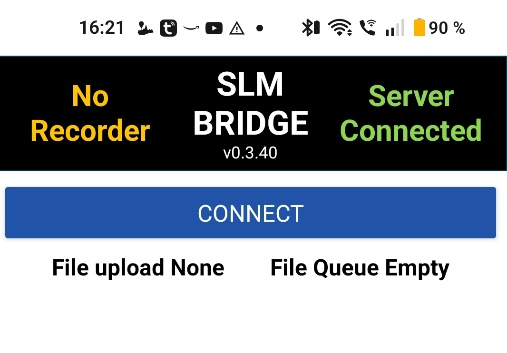 16:21 90 %
No Recorder SLM BRIDGE Server Connected
v0.3.40
CONNECT
File upload None File Queue Empty